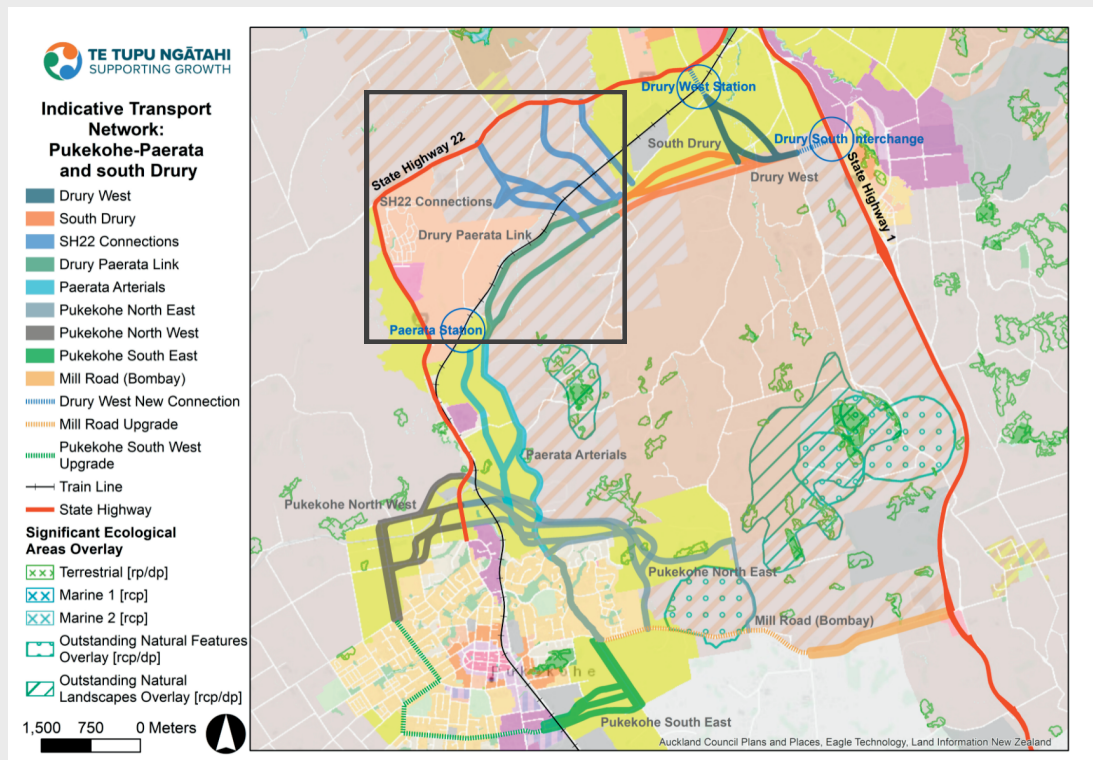 TE TUPU NGĀTAHI
SUPPORTING GROWTH
Indicative Transport
Network:
Pukekohe-Paerata
and south Drury
Drury West
South Drury
SH22 Connections
Drury Paerata Link
Paerata Arterials
Pukekohe North East
Pukekohe North West
Pukekohe South East
Mill Road (Bombay)
Drury West New Connection
Mill Road Upgrade
Pukekohe South West
Upgrade
Train Line
State Highway
Significant Ecological
Areas Overlay
Terrestrial [rp/dp]
Marine 1 [rcp]
Marine 2 [rcp]
Outstanding Natural Features
Overlay [rcp/dp]
Outstanding Natural
Landscapes Overlay [rcp/dp]
1,500 750 0 Meters
Drury West Station
Drury South Interchange
South Drury
Drury West
State Highway 22
State Highway 1
SH22 Connections
Drury Paerata Link
Paerata Station
Paerata Arterials
Pukekohe North West
Pukekohe North East
Mill Road (Bombay)
Pukekohe
Pukekohe South East
Auckland Council Plans and Places, Eagle Technology, Land Information New Zealand